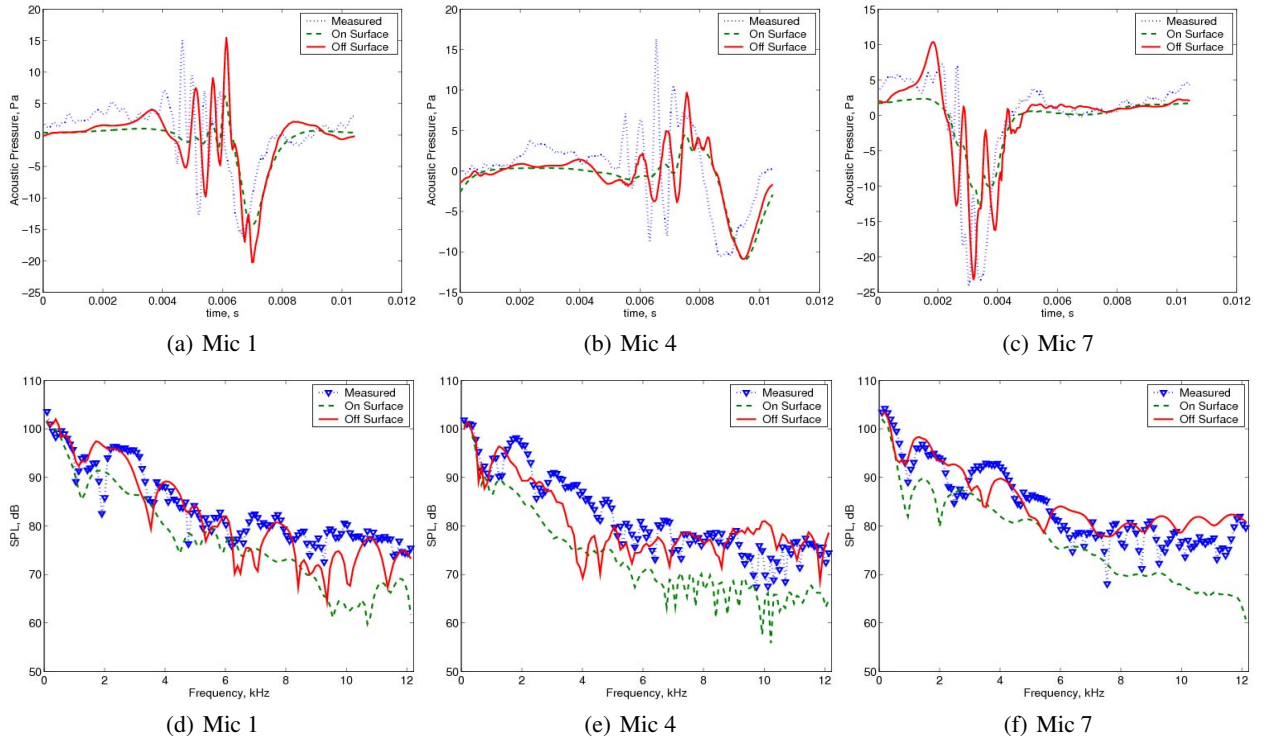 20
15
10
5
0
−5
−10
−15
−20
−25
Acoustic Pressure, Pa
0 0.002 0.004 0.006 0.008 0.01 0.012
time, s
Measured
On Surface
Off Surface
(a) Mic 1
20
15
10
5
0
−5
−10
−15
Acoustic Pressure, Pa
0 0.002 0.004 0.006 0.008 0.01 0.012
time, s
Measured
On Surface
Off Surface
(b) Mic 4
15
10
5
0
−5
−10
−15
−20
−25
Acoustic Pressure, Pa
0 0.002 0.004 0.006 0.008 0.01 0.012
time, s
Measured
On Surface
Off Surface
(c) Mic 7
110
100
90
80
70
60
50
SPL, dB
0 2 4 6 8 10 12
Frequency, kHz
Measured
On Surface
Off Surface
(d) Mic 1
110
100
90
80
70
60
50
SPL, dB
0 2 4 6 8 10 12
Frequency, kHz
Measured
On Surface
Off Surface
(e) Mic 4
110
100
90
80
70
60
50
SPL, dB
0 2 4 6 8 10 12
Frequency, kHz
Measured
On Surface
Off Surface
(f) Mic 7